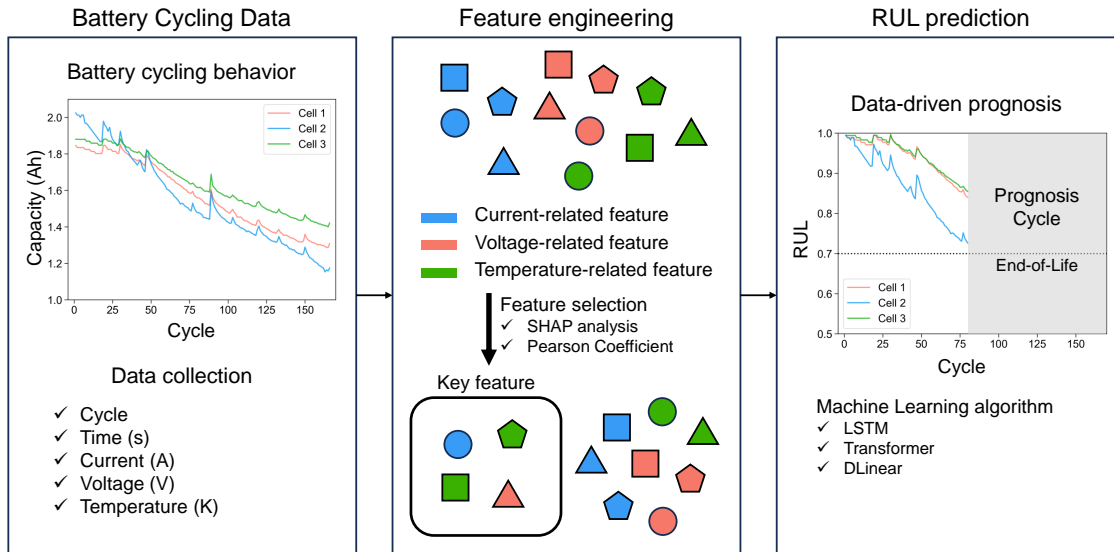 Battery Cycling Data
Battery cycling behavior
Capacity (Ah)
2.0
1.8
1.6
1.4
1.2
1.0
Cell 1
Cell 2
Cell 3
0 25 50 75 100 125 150
Cycle
Data collection
✓ Cycle
✓ Time (s)
✓ Current (A)
✓ Voltage (V)
✓ Temperature (K)
Feature engineering
Current-related feature
Voltage-related feature
Temperature-related feature
Feature selection
✓ SHAP analysis
✓ Pearson Coefficient
Key feature
RUL prediction
Data-driven prognosis
RUL
1.0
0.9
0.8
0.7
0.6
0.5
Prognosis
Cycle
End-of-Life
Cell 1
Cell 2
Cell 3
0 25 50 75 100 125 150
Cycle
Machine Learning algorithm
✓ LSTM
✓ Transformer
✓ DLinear